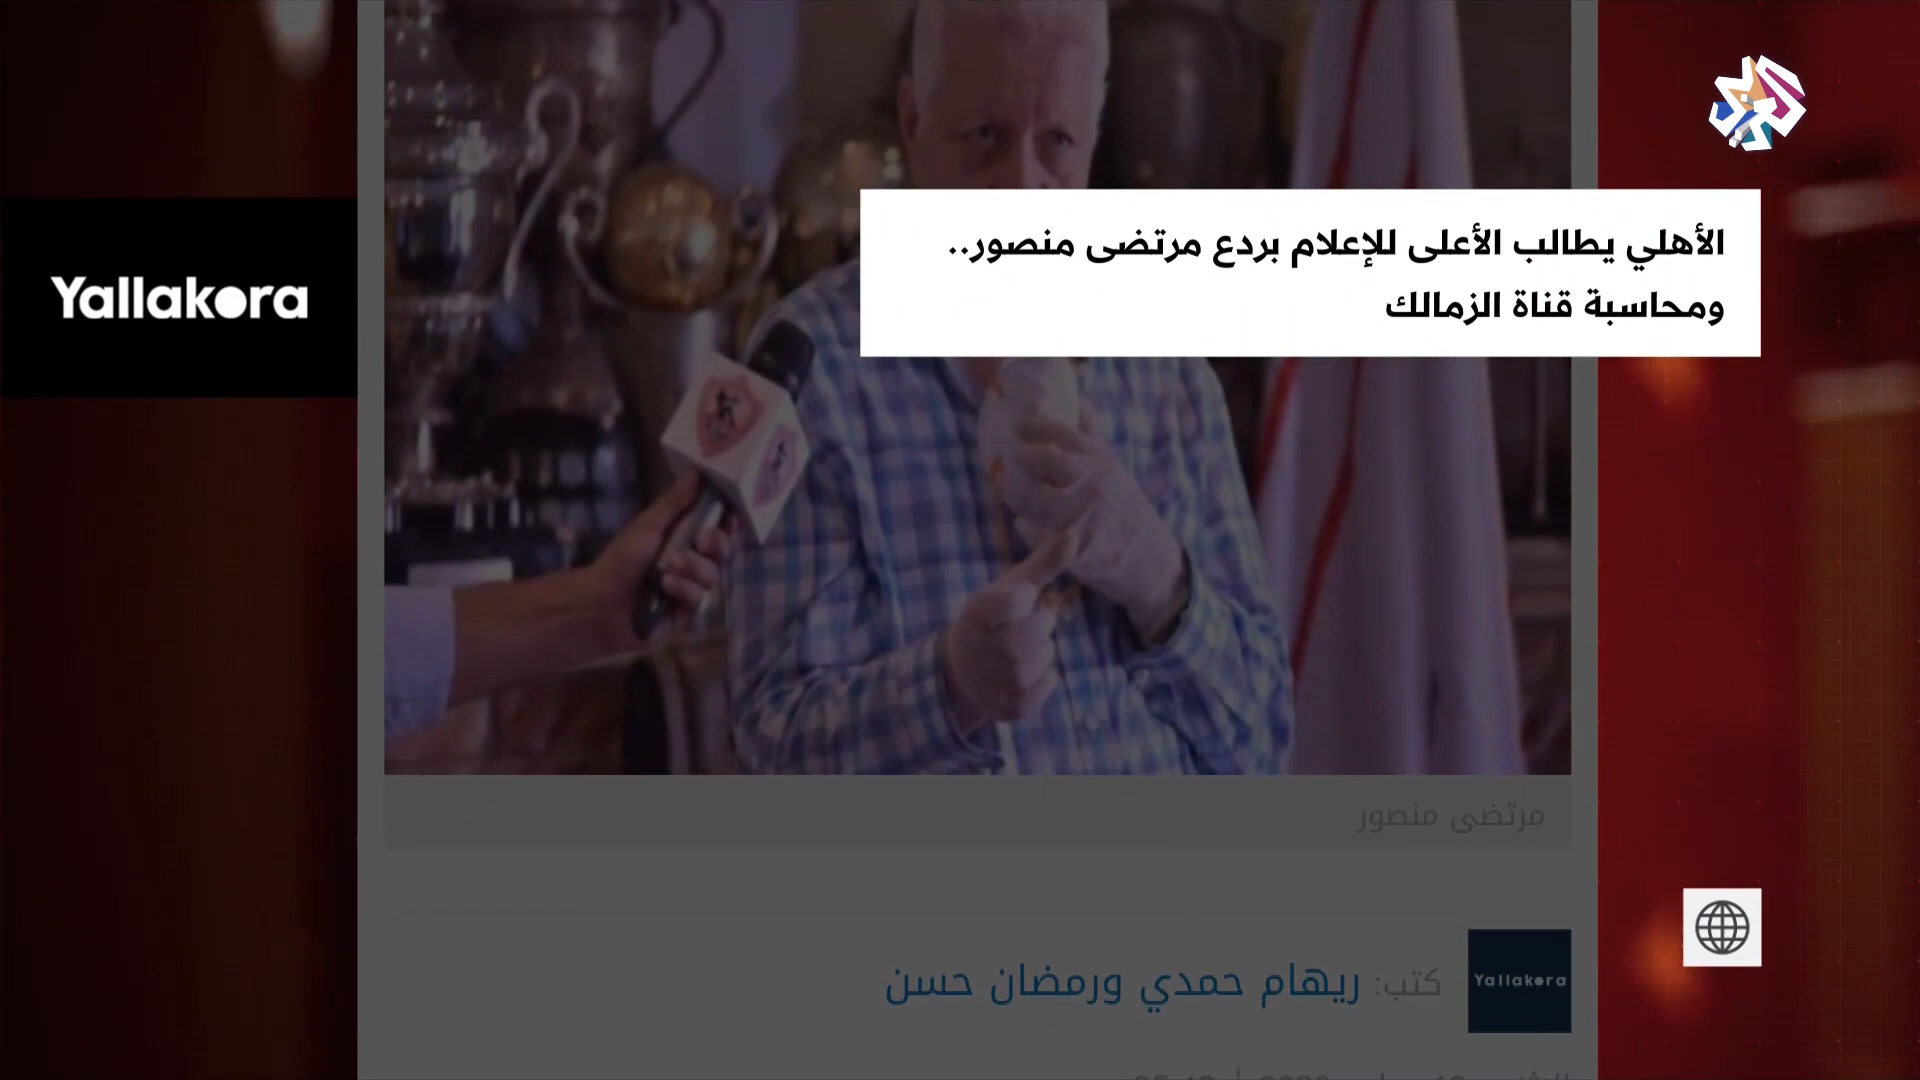 الأهلي يطالب الأعلى للإعلام بردع مرتضى منصور..
ومحاسبة قناة الزمالك
Yallakora
مرتضى منصور
كتب: ريهام حمدي ورمضان حسن
Yallakora